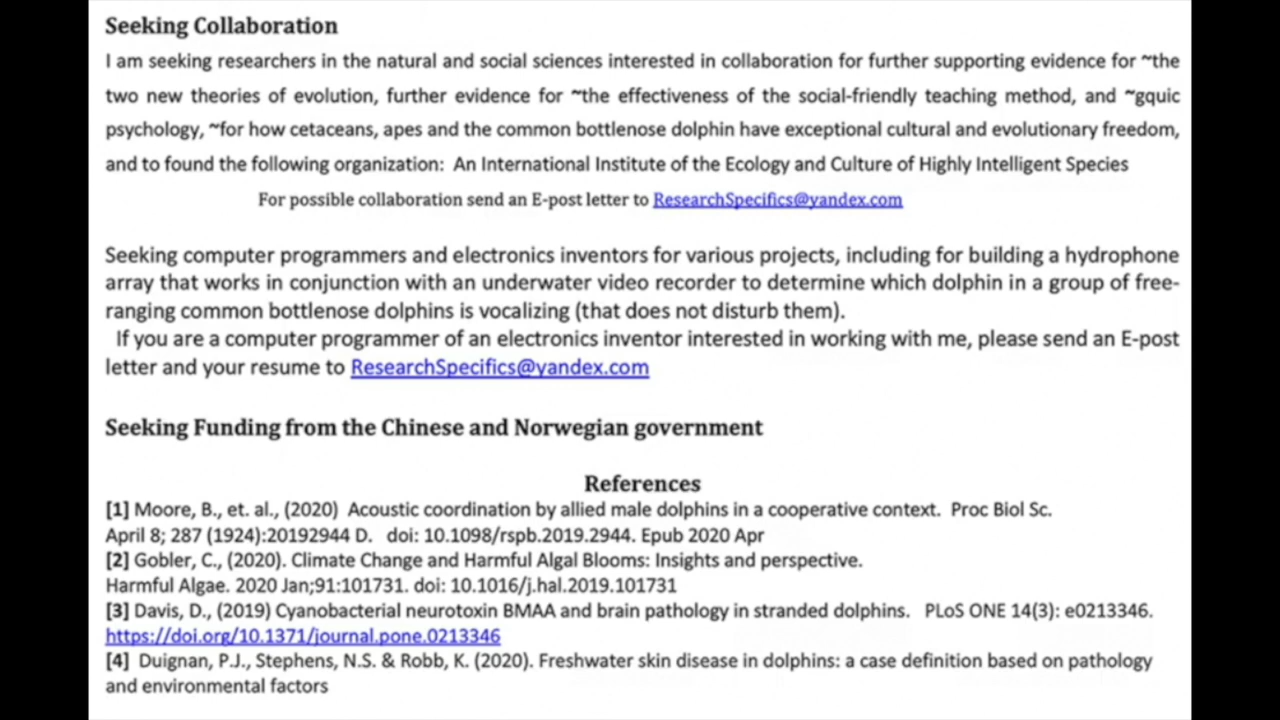 Seeking Collaboration
I am seeking researchers in the natural and social sciences interested in collaboration for further supporting evidence for ~the
two new theories of evolution, further evidence for ~the effectiveness of the social-friendly teaching method, and ~gquic
psychology, ~for how cetaceans, apes and the common bottlenose dolphin have exceptional cultural and evolutionary freedom,
and to found the following organization: An International Institute of the Ecology and Culture of Highly Intelligent Species
For possible collaboration send an E-post letter to ResearchSpecifics@yandex.com
Seeking computer programmers and electronics inventors for various projects, including for building a hydrophone
array that works in conjunction with an underwater video recorder to determine which dolphin in a group of free-
ranging common bottlenose dolphins is vocalizing (that does not disturb them).
If you are a computer programmer of an electronics inventor interested in working with me, please send an E-post
letter and your resume to ResearchSpecifics@yandex.com
Seeking Funding from the Chinese and Norwegian government
References
[1] Moore, B., et. al., (2020) Acoustic coordination by allied male dolphins in a cooperative context. Proc Biol Sc.
April 8; 287 (1924):20192944 D. doi: 10.1098/rspb.2019.2944. Epub 2020 Apr
[2] Gobler, C., (2020). Climate Change and Harmful Algal Blooms: Insights and perspective.
Harmful Algae. 2020 Jan;91:101731. doi: 10.1016/j.hal.2019.101731
[3] Davis, D., (2019) Cyanobacterial neurotoxin BMAA and brain pathology in stranded dolphins. PLoS ONE 14(3): e0213346.
https://doi.org/10.1371/journal.pone.0213346
[4] Duignan, P.J., Stephens, N.S. & Robb, K. (2020). Freshwater skin disease in dolphins: a case definition based on pathology
and environmental factors